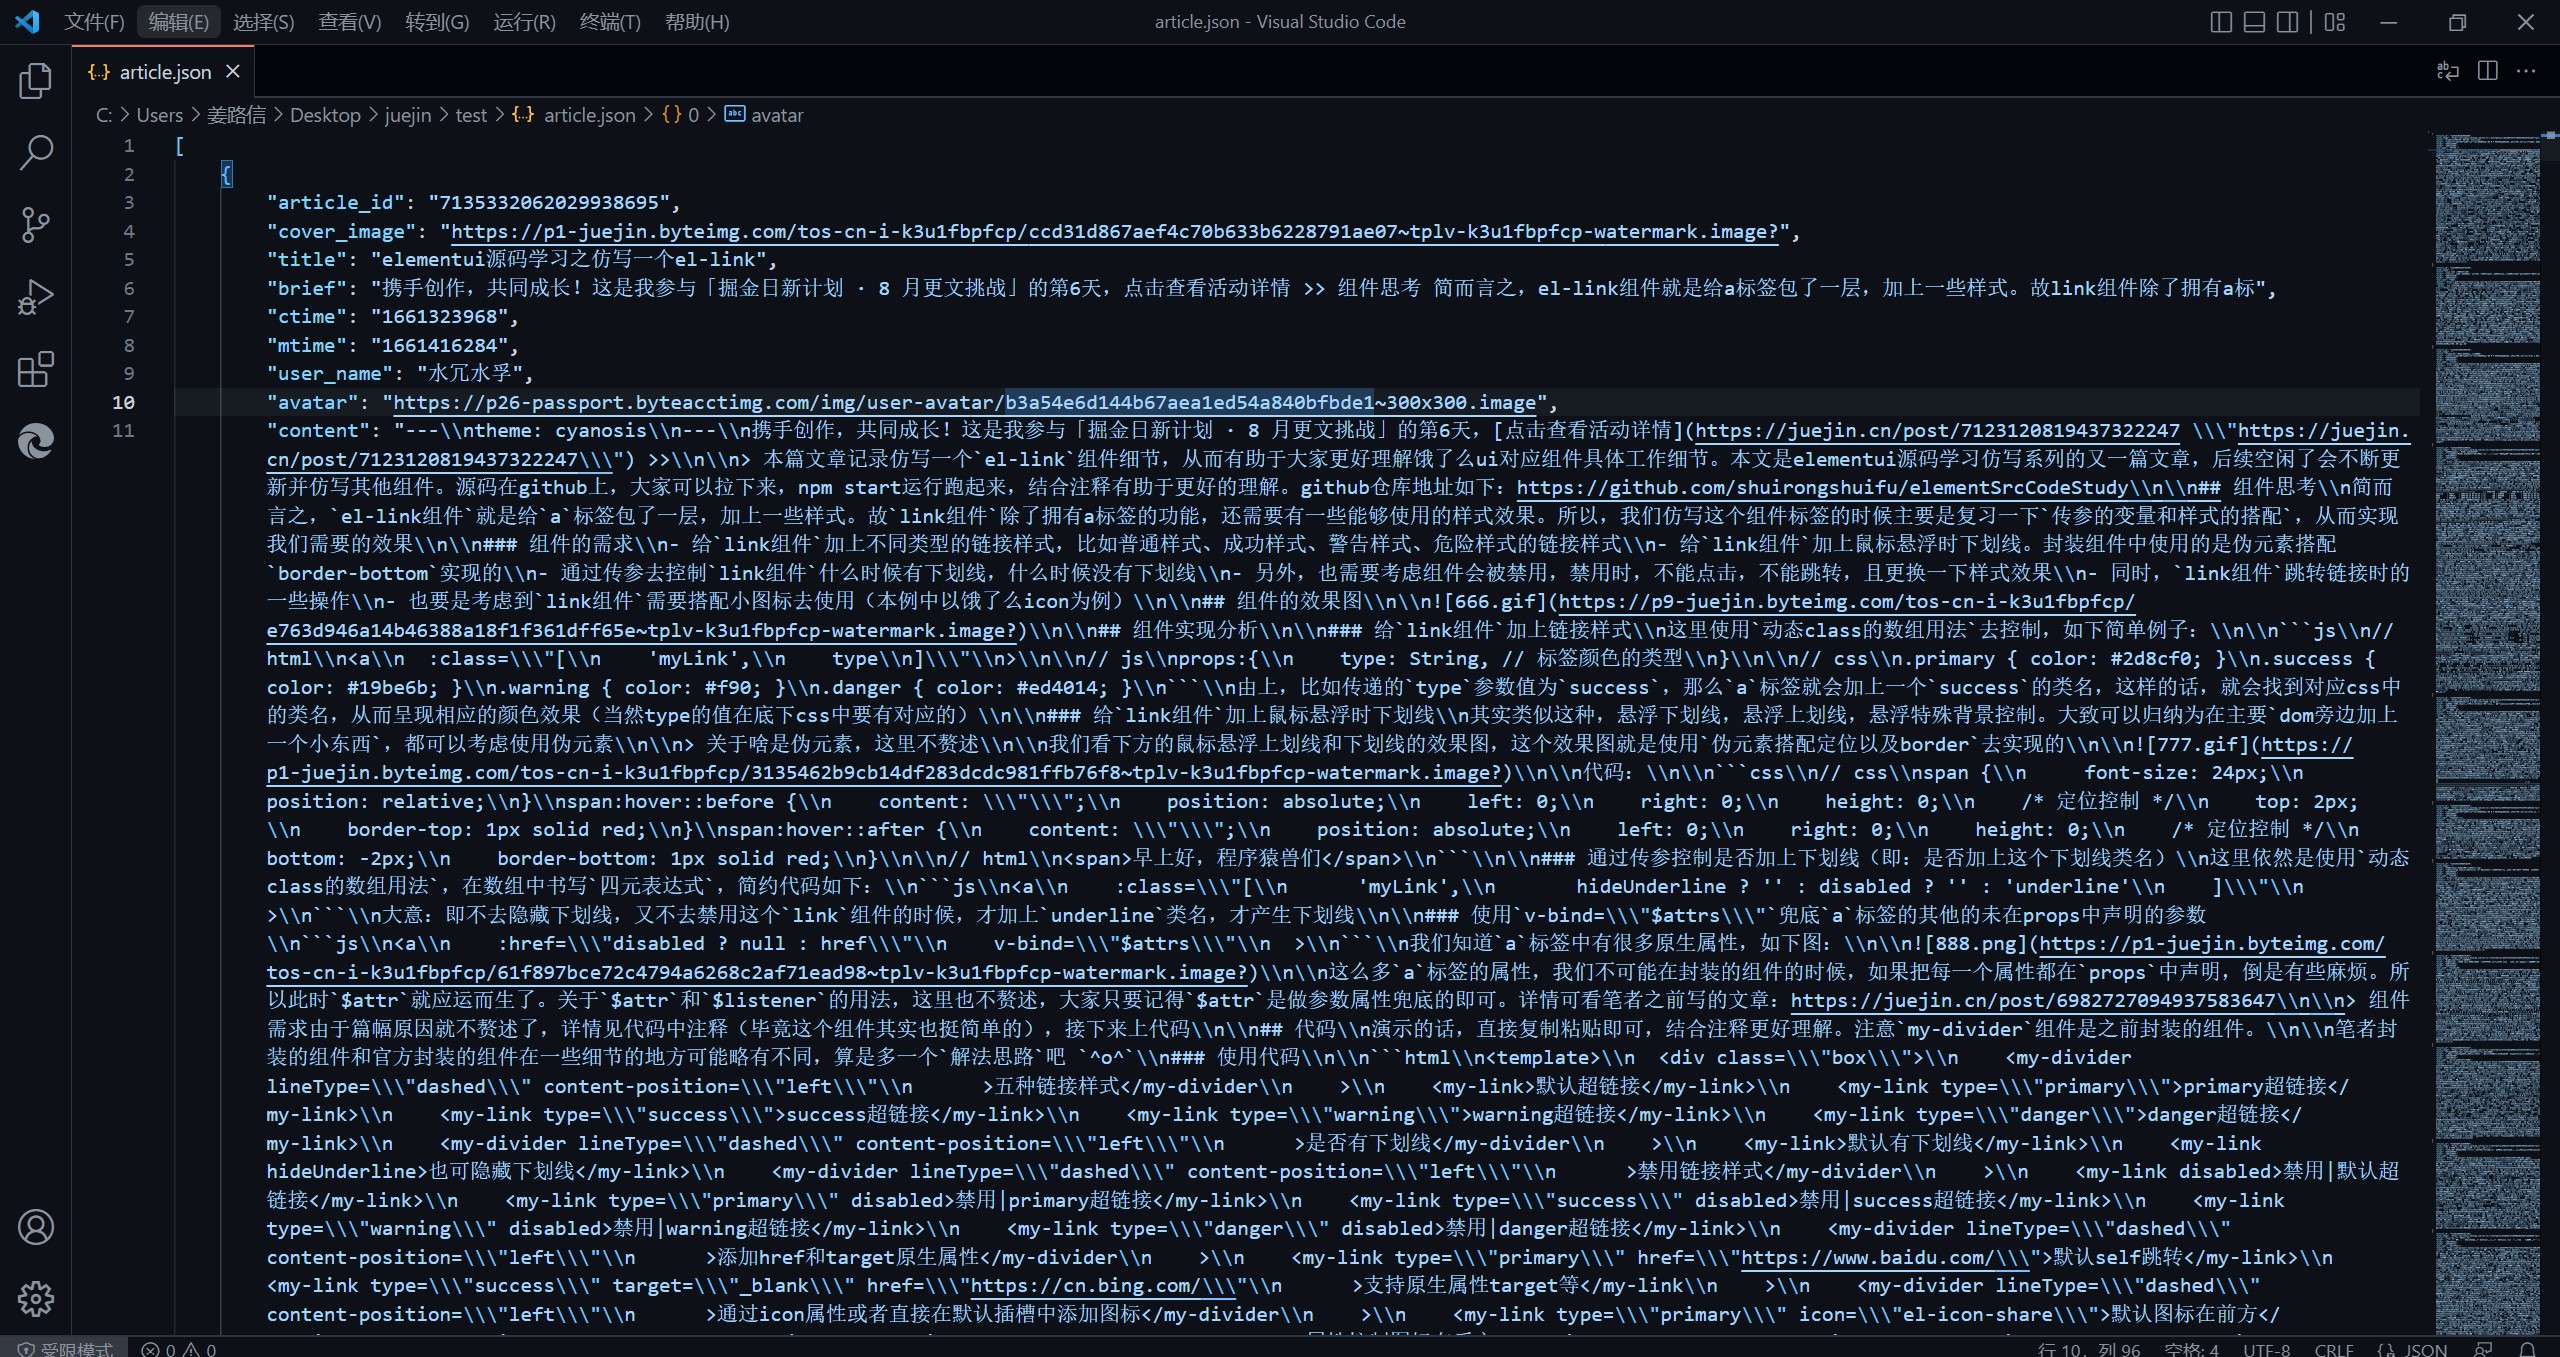 文件(F) 编辑(E) 选择(S) 查看(V) 转到(G) 运行(R) 终端(T) 帮助(H) article.json - Visual Studio Code
{..} article.json
C: > Users > 姜路信 > Desktop > juejin > test > {..} article.json > {} 0 > abc avatar
1 [
2 {
3 "article_id": "7135332062029938695",
4 "cover_image": "https://p1-juejin.byteimg.com/tos-cn-i-k3u1fbpfcp/ccd31d867aef4c70b633b6228791ae07~tplv-k3u1fbpfcp-watermark.image?",
5 "title": "elementui源码学习之仿写一个el-link",
6 "brief": "携手创作，共同成长！这是我参与「掘金日新计划 · 8 月更文挑战」的第6天，点击查看活动详情 >> 组件思考 简而言之，el-link组件就是给a标签包了一层，加上一些样式。故link组件除了拥有a标",
7 "ctime": "1661323968",
8 "mtime": "1661416284",
9 "user_name": "水冗水孚",
10 "avatar": "https://p26-passport.byteacctimg.com/img/user-avatar/b3a54e6d144b67aea1ed54a840bfbde1~300x300.image",
11 "content": "---\\ntheme: cyanosis\\n---\\n携手创作，共同成长！这是我参与「掘金日新计划 · 8 月更文挑战」的第6天，[点击查看活动详情](https://juejin.cn/post/7123120819437322247 \\\"https://juejin.
cn/post/7123120819437322247\\\") >>\\n\\n> 本篇文章记录仿写一个`el-link`组件细节，从而有助于大家更好理解饿了么ui对应组件具体工作细节。本文是elementui源码学习仿写系列的又一篇文章，后续空闲了会不断更
新并仿写其他组件。源码在github上，大家可以拉下来，npm start运行跑起来，结合注释有助于更好的理解。github仓库地址如下：https://github.com/shuirongshuifu/elementSrcCodeStudy\\n\\n## 组件思考\\n简而
言之，`el-link组件`就是给`a`标签包了一层，加上一些样式。故`link组件`除了拥有a标签的功能，还需要有一些能够使用的样式效果。所以，我们仿写这个组件标签的时候主要是复习一下`传参的变量和样式的搭配`，从而实现
我们需要的效果\\n\\n### 组件的需求\\n- 给`link组件`加上不同类型的链接样式，比如普通样式、成功样式、警告样式、危险样式的链接样式\\n- 给`link组件`加上鼠标悬浮时下划线。封装组件中使用的是伪元素搭配
`border-bottom`实现的\\n- 通过传参去控制`link组件`什么时候有下划线，什么时候没有下划线\\n- 另外，也需要考虑组件会被禁用，禁用时，不能点击，不能跳转，且更换一下样式效果\\n- 同时，`link组件`跳转链接时的
一些操作\\n- 也要是考虑到`link组件`需要搭配小图标去使用（本例中以饿了么icon为例）\\n\\n## 组件的效果图\\n\\n![666.gif](https://p9-juejin.byteimg.com/tos-cn-i-k3u1fbpfcp/
e763d946a14b46388a18f1f361dff65e~tplv-k3u1fbpfcp-watermark.image?)\\n\\n## 组件实现分析\\n\\n### 给`link组件`加上链接样式\\n这里使用`动态class的数组用法`去控制，如下简单例子：\\n\\n```js\\n//
html\\n<a\\n  :class=\\\"[\\n    'myLink',\\n    type\\n]\\\"\\n>\\n\\n// js\\nprops:{\\n    type: String, // 标签颜色的类型\\n}\\n\\n// css\\n.primary { color: #2d8cf0; }\\n.success {
color: #19be6b; }\\n.warning { color: #f90; }\\n.danger { color: #ed4014; }\\n```\\n由上，比如传递的`type`参数值为`success`，那么`a`标签就会加上一个`success`的类名，这样的话，就会找到对应css中
的类名，从而呈现相应的颜色效果（当然type的值在底下css中要有对应的）\\n\\n### 给`link组件`加上鼠标悬浮时下划线\\n其实类似这种，悬浮下划线，悬浮上划线，悬浮特殊背景控制。大致可以归纳为在主要`dom旁边加上
一个小东西`，都可以考虑使用伪元素\\n\\n> 关于啥是伪元素，这里不赘述\\n\\n我们看下方的鼠标悬浮上划线和下划线的效果图，这个效果图就是使用`伪元素搭配定位以及border`去实现的\\n\\n![777.gif](https://
p1-juejin.byteimg.com/tos-cn-i-k3u1fbpfcp/3135462b9cb14df283dcdc981ffb76f8~tplv-k3u1fbpfcp-watermark.image?)\\n\\n代码：\\n\\n```css\\n// css\\nspan {\\n    font-size: 24px;\\n
position: relative;\\n}\\nspan:hover::before {\\n    content: \\\"\\\";\\n    position: absolute;\\n    left: 0;\\n    right: 0;\\n    height: 0;\\n    /* 定位控制 */\\n    top: 2px;
\\n    border-top: 1px solid red;\\n}\\nspan:hover::after {\\n    content: \\\"\\\";\\n    position: absolute;\\n    left: 0;\\n    right: 0;\\n    height: 0;\\n    /* 定位控制 */\\n
bottom: -2px;\\n    border-bottom: 1px solid red;\\n}\\n\\n// html\\n<span>早上好，程序猿兽们</span>\\n```\\n\\n### 通过传参控制是否加上下划线（即：是否加上这个下划线类名）\\n这里依然是使用`动态
class的数组用法`，在数组中书写`四元表达式`，简约代码如下：\\n```js\\n<a\\n    :class=\\\"[\\n      'myLink',\\n       hideUnderline ? '' : disabled ? '' : 'underline'\\n    ]\\\"\\n
>\\n```\\n大意：即不去隐藏下划线，又不去禁用这个`link`组件的时候，才加上`underline`类名，才产生下划线\\n\\n### 使用`v-bind=\\\"$attrs\\\"`兜底`a`标签的其他的未在props中声明的参数
\\n```js\\n<a\\n    :href=\\\"disabled ? null : href\\\"\\n    v-bind=\\\"$attrs\\\"\\n  >\\n```\\n我们知道`a`标签中有很多原生属性，如下图：\\n\\n![888.png](https://p1-juejin.byteimg.com/
tos-cn-i-k3u1fbpfcp/61f897bce72c4794a6268c2af71ead98~tplv-k3u1fbpfcp-watermark.image?)\\n\\n这么多`a`标签的属性，我们不可能在封装的组件的时候，如果把每一个属性都在`props`中声明，倒是有些麻烦。所
以此时`$attr`就应运而生了。关于`$attr`和`$listener`的用法，这里也不赘述，大家只要记得`$attr`是做参数属性兜底的即可。详情可看笔者之前写的文章：https://juejin.cn/post/6982727094937583647\\n\\n> 组件
需求由于篇幅原因就不赘述了，详情见代码中注释（毕竟这个组件其实也挺简单的），接下来上代码\\n\\n## 代码\\n演示的话，直接复制粘贴即可，结合注释更好理解。注意`my-divider`组件是之前封装的组件。\\n\\n笔者封
装的组件和官方封装的组件在一些细节的地方可能略有不同，算是多一个`解法思路`吧 `^o^`\\n### 使用代码\\n\\n```html\\n<template>\\n  <div class=\\\"box\\\">\\n    <my-divider
lineType=\\\"dashed\\\" content-position=\\\"left\\\"\\n      >五种链接样式</my-divider\\n    >\\n    <my-link>默认超链接</my-link>\\n    <my-link type=\\\"primary\\\">primary超链接</
my-link>\\n    <my-link type=\\\"success\\\">success超链接</my-link>\\n    <my-link type=\\\"warning\\\">warning超链接</my-link>\\n    <my-link type=\\\"danger\\\">danger超链接</
my-link>\\n    <my-divider lineType=\\\"dashed\\\" content-position=\\\"left\\\"\\n      >是否有下划线</my-divider\\n    >\\n    <my-link>默认有下划线</my-link>\\n    <my-link
hideUnderline>也可隐藏下划线</my-link>\\n    <my-divider lineType=\\\"dashed\\\" content-position=\\\"left\\\"\\n      >禁用链接样式</my-divider\\n    >\\n    <my-link disabled>禁用|默认超
链接</my-link>\\n    <my-link type=\\\"primary\\\" disabled>禁用|primary超链接</my-link>\\n    <my-link type=\\\"success\\\" disabled>禁用|success超链接</my-link>\\n    <my-link
type=\\\"warning\\\" disabled>禁用|warning超链接</my-link>\\n    <my-link type=\\\"danger\\\" disabled>禁用|danger超链接</my-link>\\n    <my-divider lineType=\\\"dashed\\\"
content-position=\\\"left\\\"\\n      >添加href和target原生属性</my-divider\\n    >\\n    <my-link type=\\\"primary\\\" href=\\\"https://www.baidu.com/\\\">默认self跳转</my-link>\\n
<my-link type=\\\"success\\\" target=\\\"_blank\\\" href=\\\"https://cn.bing.com/\\\"\\n      >支持原生属性target等</my-link\\n    >\\n    <my-divider lineType=\\\"dashed\\\"
content-position=\\\"left\\\"\\n      >通过icon属性或者直接在默认插槽中添加图标</my-divider\\n    >\\n    <my-link type=\\\"primary\\\" icon=\\\"el-icon-share\\\">默认图标在前方</
受限模式 0 0 行 10，列 96 空格: 4 UTF-8 CRLF {} JSON